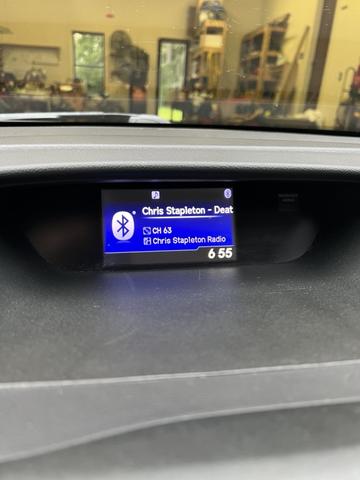 Chris Stapleton - Deat
CH 63
Chris Stapleton Radio
6 55